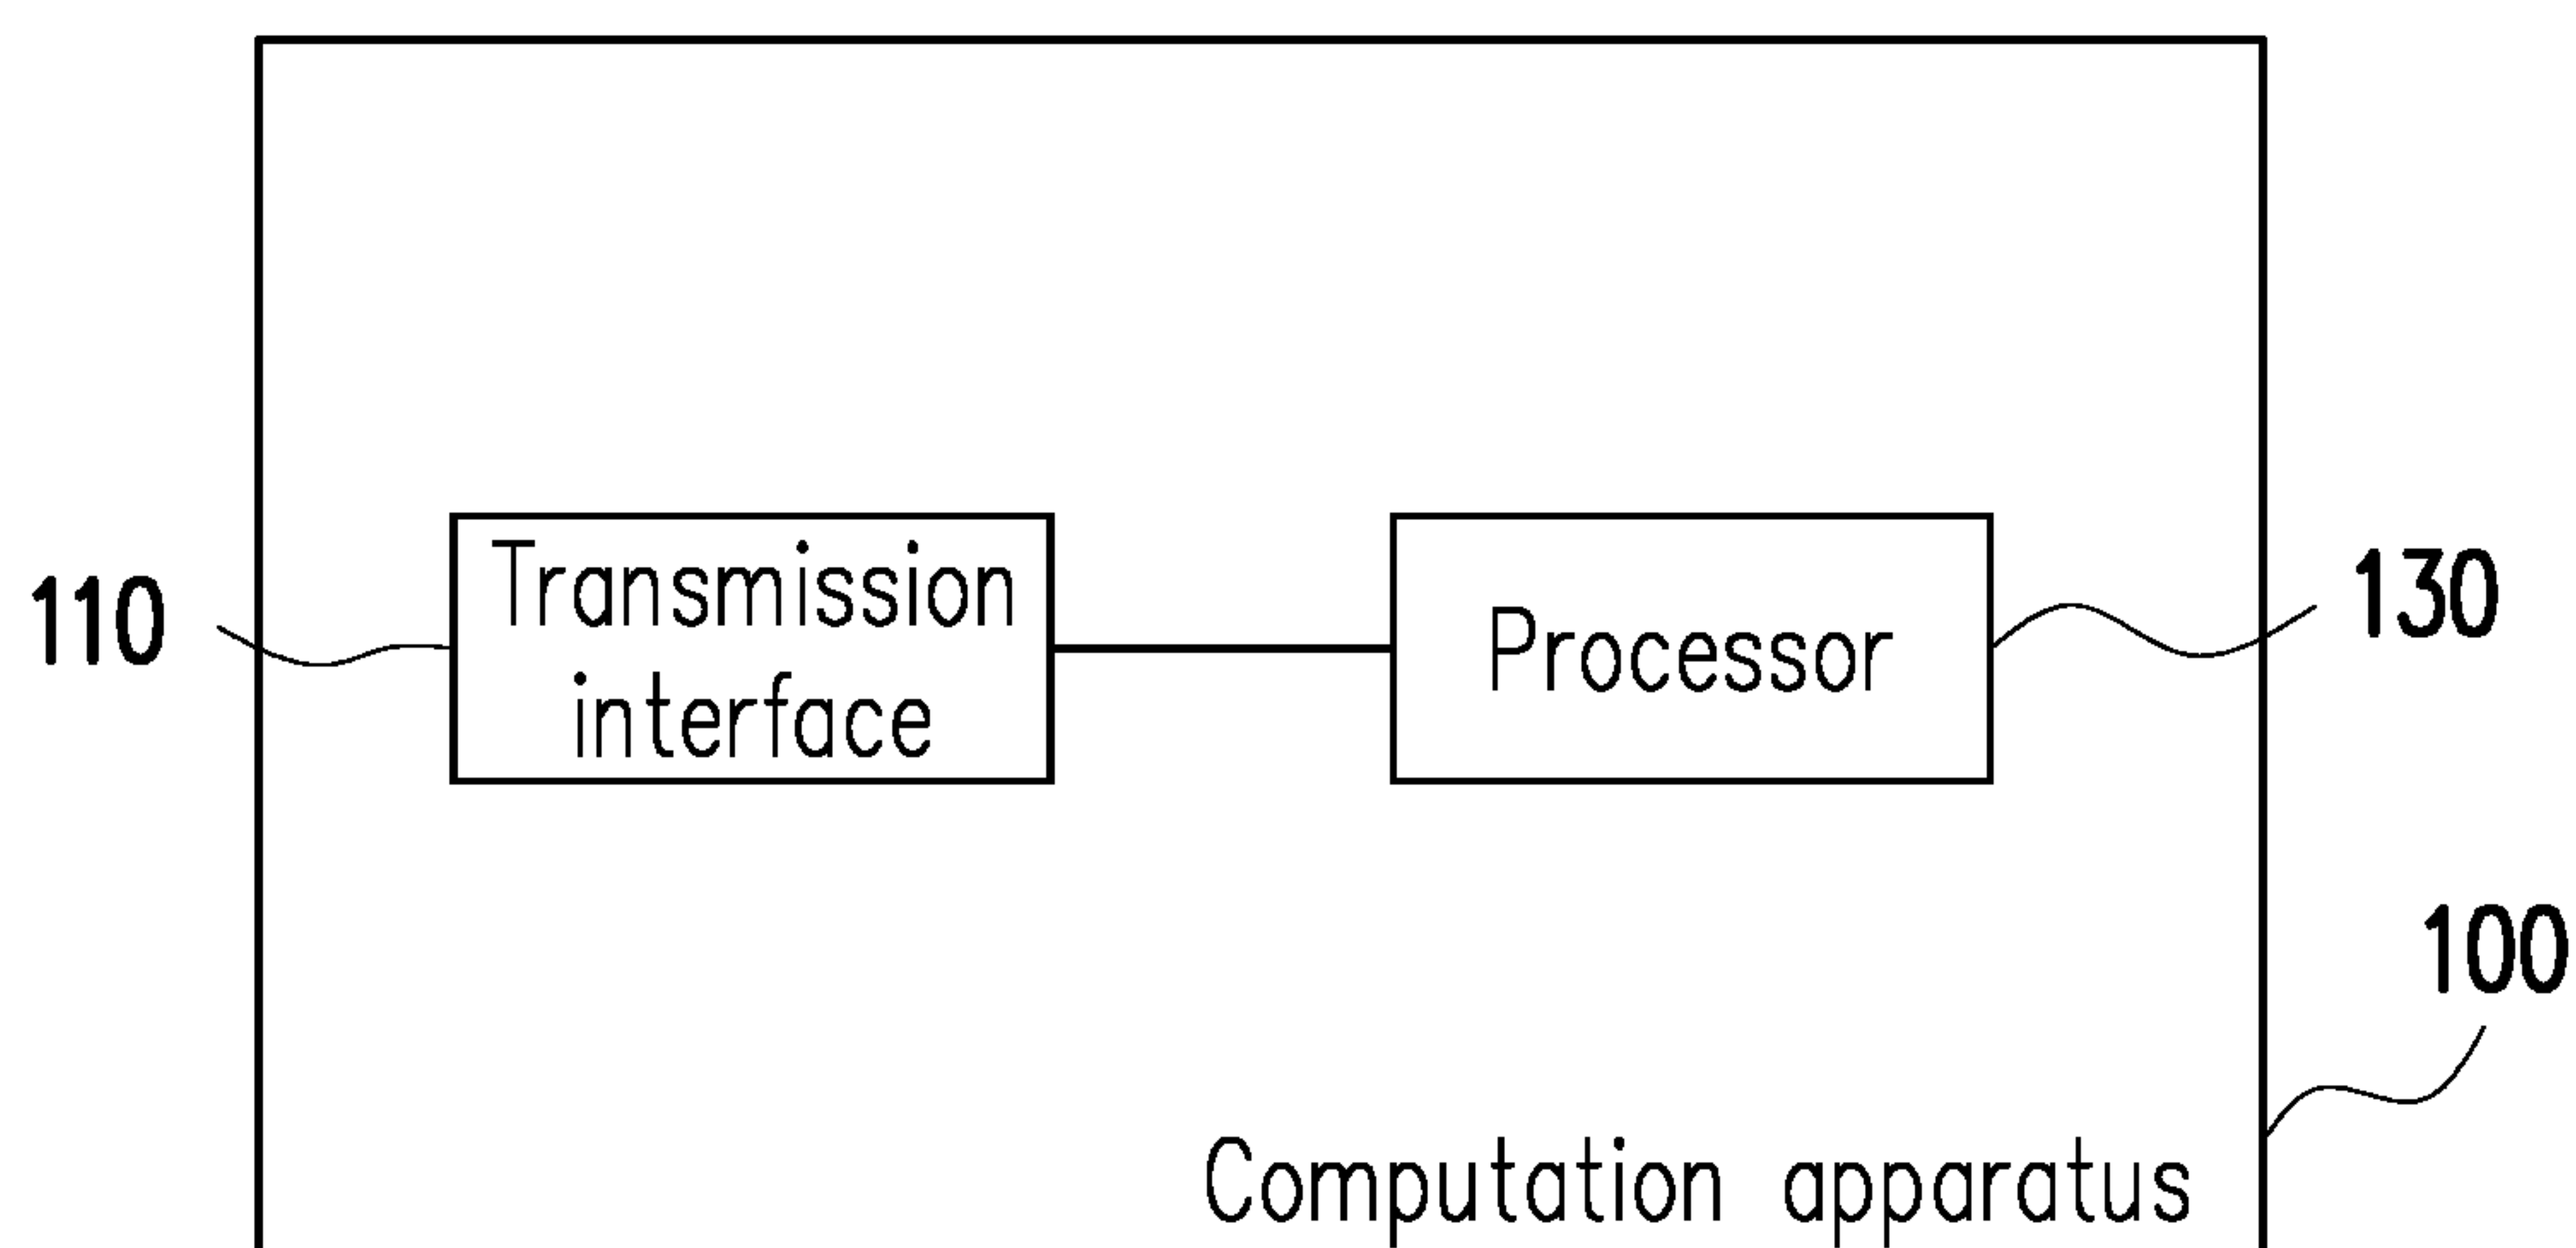 110
Transmission
interface
Processor
130
100
Computation apparatus